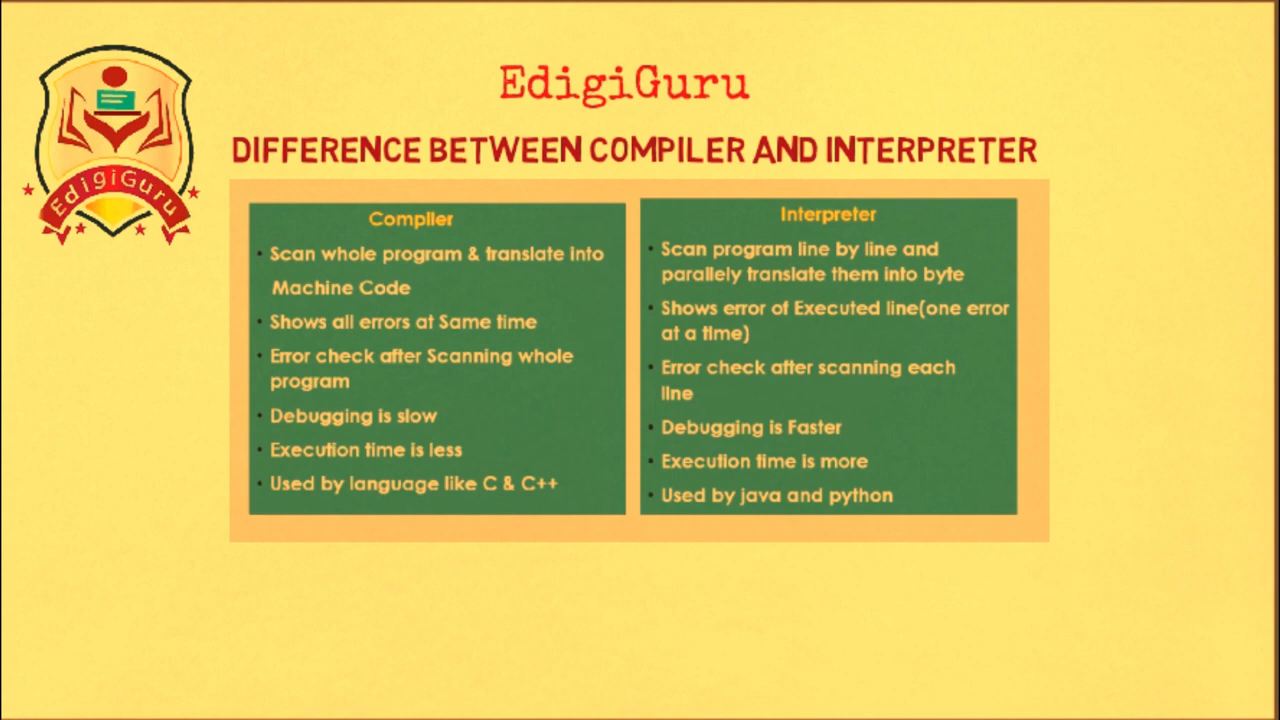 EdigiGuru
EdigiGuru
DIFFERENCE BETWEEN COMPILER AND INTERPRETER
Compiler
• Scan whole program & translate into
Machine Code
• Shows all errors at Same time
• Error check after Scanning whole
program
• Debugging is slow
• Execution time is less
• Used by language like C & C++
Interpreter
• Scan program line by line and
parallely translate them into byte
• Shows error of Executed line(one error
at a time)
• Error check after scanning each
line
• Debugging is Faster
• Execution time is more
• Used by java and python